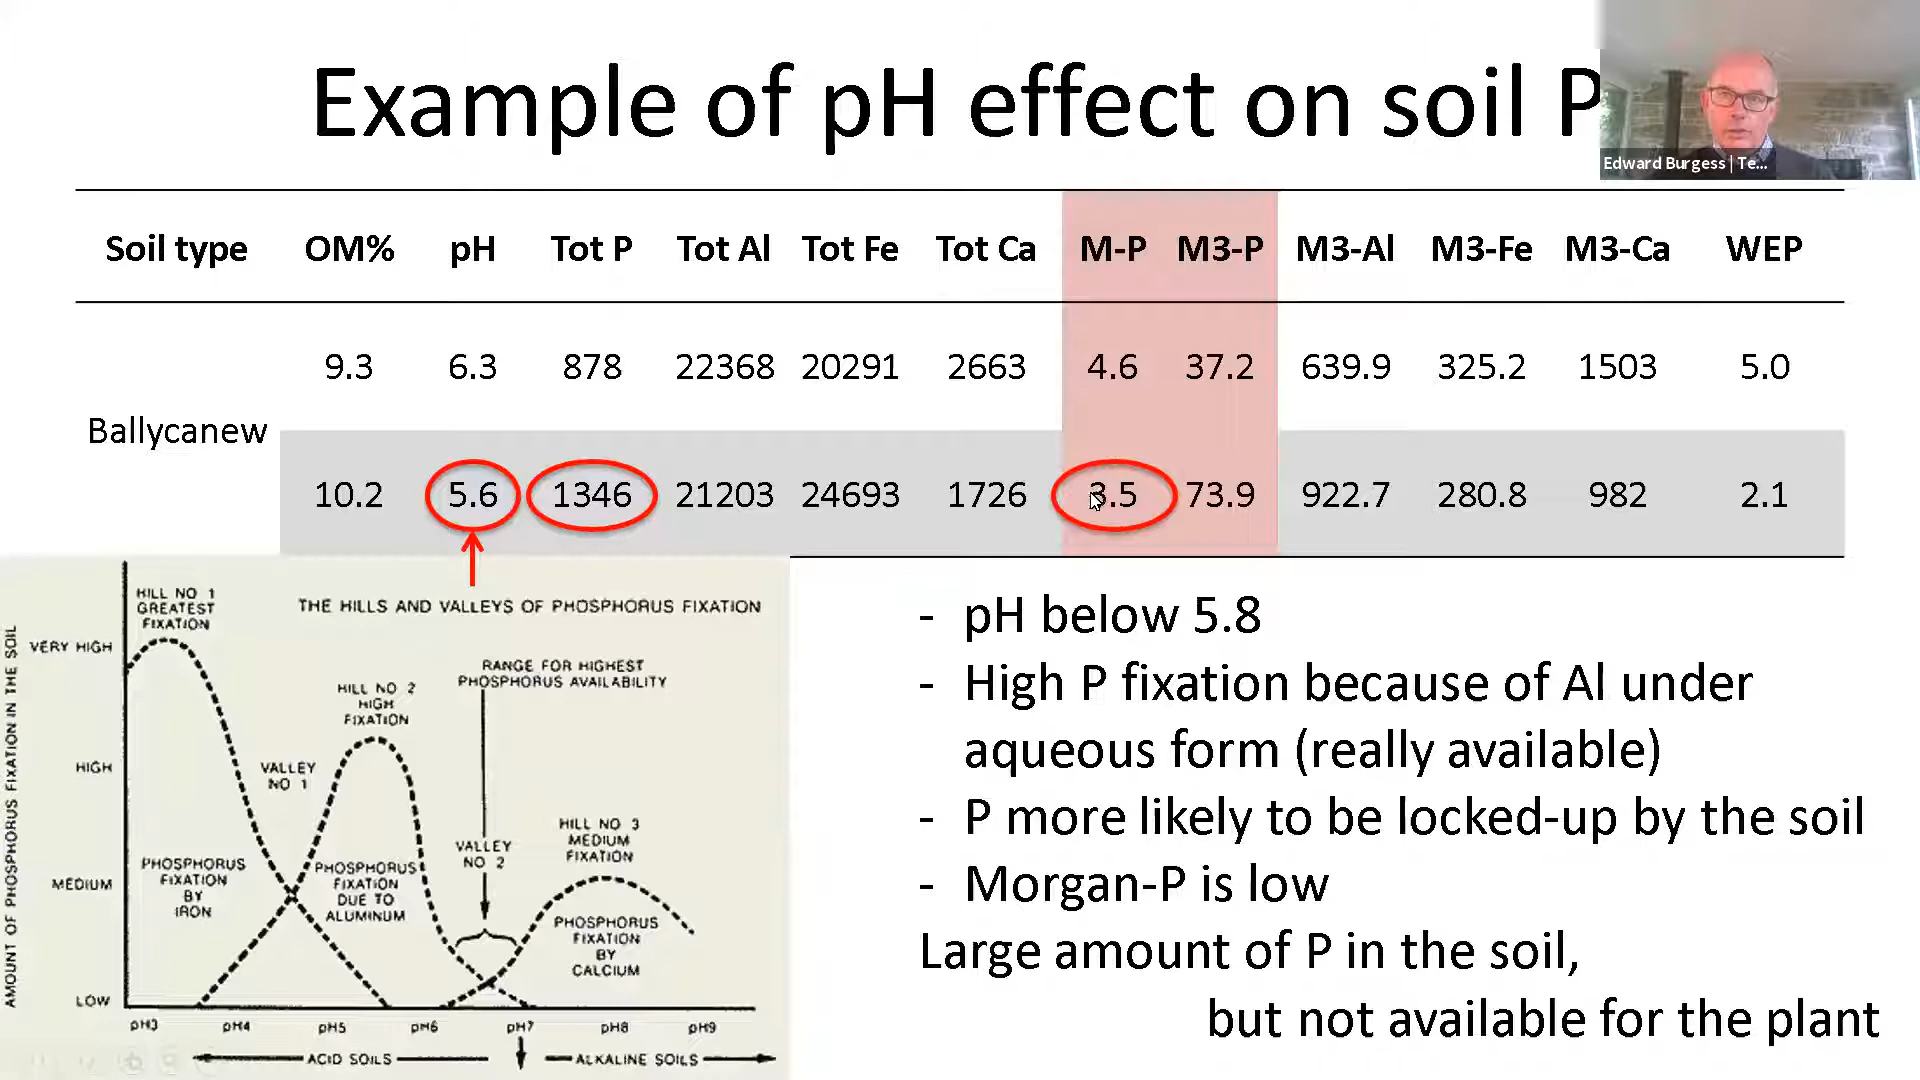 Example of pH effect on soil P
Edward Burgess | Te...
Soil type OM% pH Tot P Tot Al Tot Fe Tot Ca M-P M3-P M3-Al M3-Fe M3-Ca WEP
9.3 6.3 878 22368 20291 2663 4.6 37.2 639.9 325.2 1503 5.0
Ballycanew
10.2 5.6 1346 21203 24693 1726 3.5 73.9 922.7 280.8 982 2.1
THE HILLS AND VALLEYS OF PHOSPHORUS FIXATION
AMOUNT OF PHOSPHORUS FIXATION IN THE SOIL
VERY HIGH
HIGH
MEDIUM
LOW
HILL NO 1
GREATEST
FIXATION
HILL NO 2
HIGH
FIXATION
RANGE FOR HIGHEST
PHOSPHORUS AVAILABILITY
VALLEY
NO 1
VALLEY
NO 2
HILL NO 3
MEDIUM
FIXATION
PHOSPHORUS
FIXATION
BY
IRON
PHOSPHORUS
FIXATION
DUE TO
ALUMINUM
PHOSPHORUS
FIXATION
BY
CALCIUM
pH3 pH4 pH5 pH6 pH7 pH8 pH9
ACID SOILS ALKALINE SOILS
- pH below 5.8
- High P fixation because of Al under
aqueous form (really available)
- P more likely to be locked-up by the soil
- Morgan-P is low
Large amount of P in the soil,
but not available for the plant